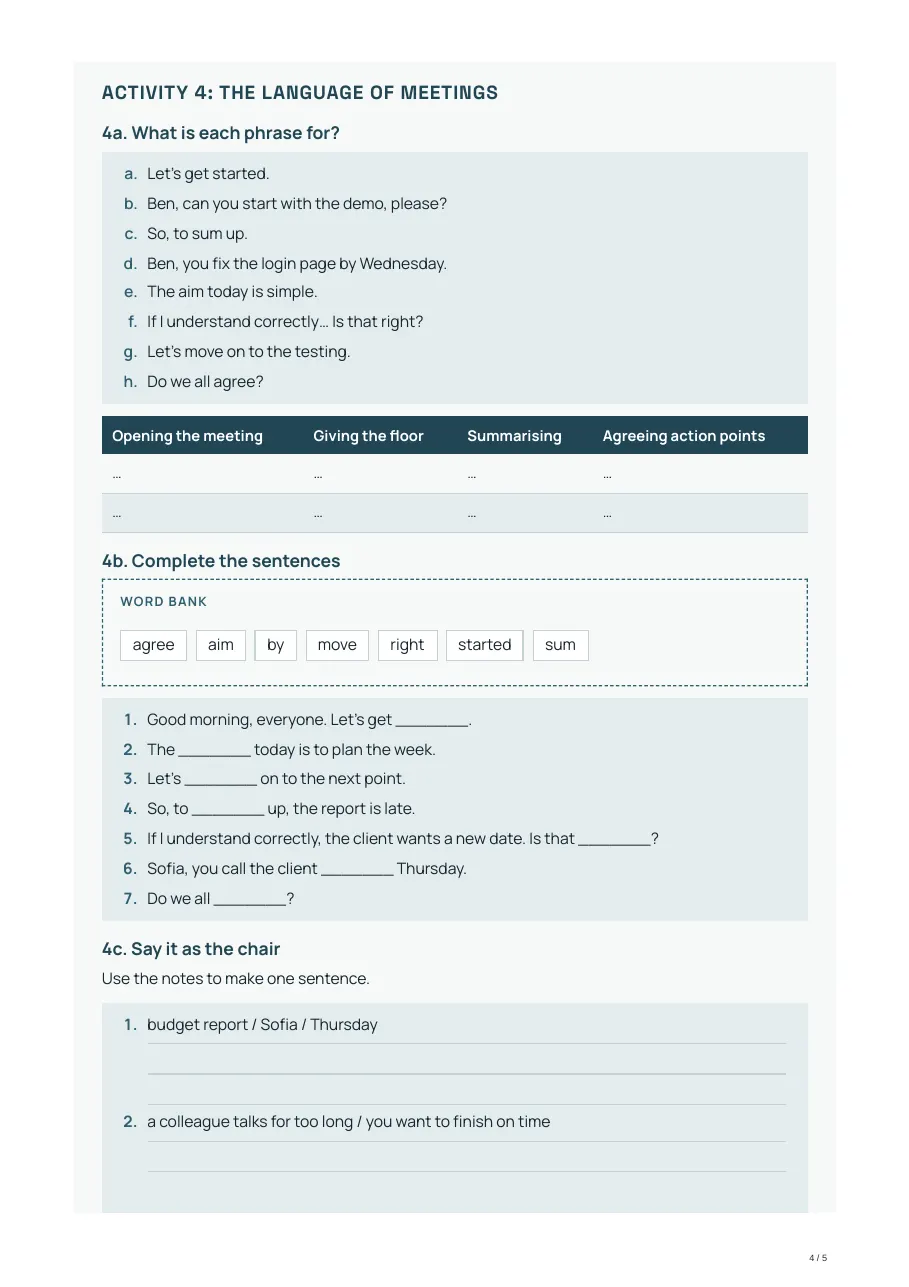 ACTIVITY 4: THE LANGUAGE OF MEETINGS
4a. What is each phrase for?
a. Let's get started.
b. Ben, can you start with the demo, please?
c. So, to sum up.
d. Ben, you fix the login page by Wednesday.
e. The aim today is simple.
f. If I understand correctly… Is that right?
g. Let's move on to the testing.
h. Do we all agree?
Opening the meeting Giving the floor Summarising Agreeing action points
… … … …
… … … …
4b. Complete the sentences
WORD BANK
agree aim by move right started sum
1. Good morning, everyone. Let's get ________.
2. The ________ today is to plan the week.
3. Let's ________ on to the next point.
4. So, to ________ up, the report is late.
5. If I understand correctly, the client wants a new date. Is that ________?
6. Sofia, you call the client ________ Thursday.
7. Do we all ________?
4c. Say it as the chair
Use the notes to make one sentence.
1. budget report / Sofia / Thursday
2. a colleague talks for too long / you want to finish on time
4 / 5